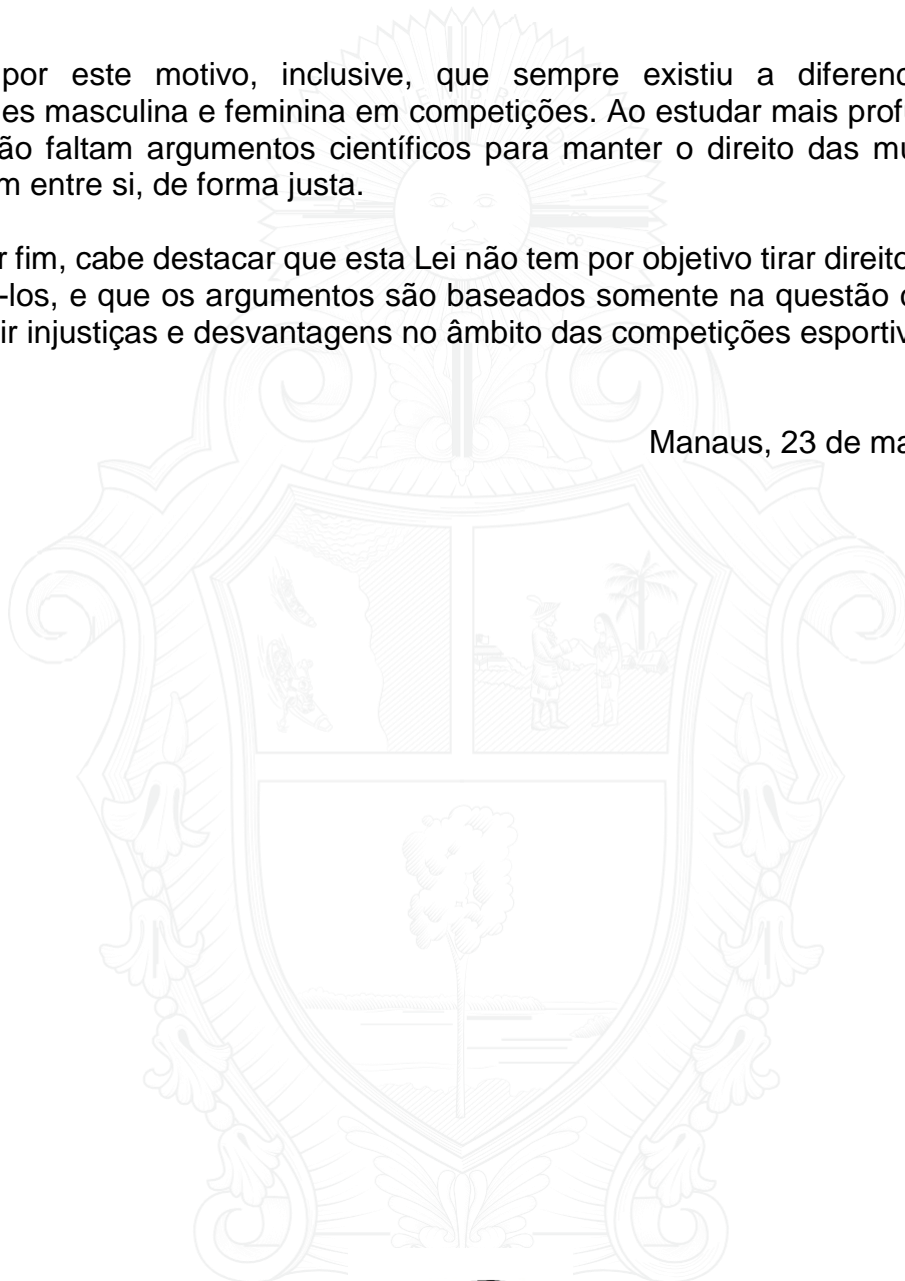 por este motivo, inclusive, que sempre existiu a diferenc
es masculina e feminina em competições. Ao estudar mais prof
ão faltam argumentos científicos para manter o direito das mu
m entre si, de forma justa.
r fim, cabe destacar que esta Lei não tem por objetivo tirar direito
-los, e que os argumentos são baseados somente na questão
ir injustiças e desvantagens no âmbito das competições esportiv
Manaus, 23 de ma